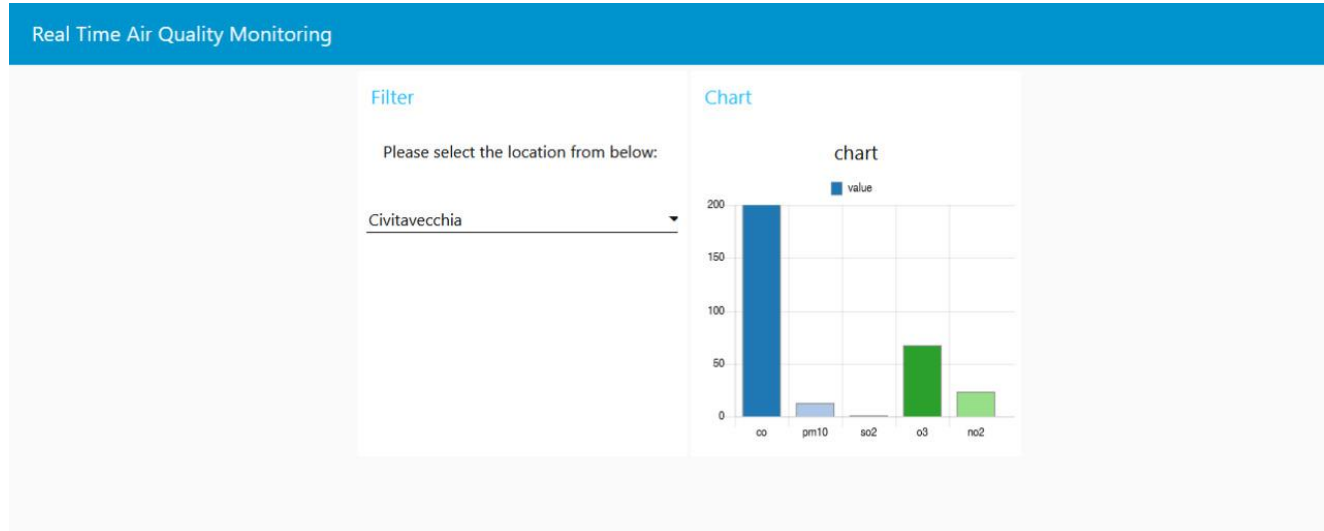 Real Time Air Quality Monitoring
Filter
Please select the location from below:
Civitavecchia
Chart
chart
value
200
150
100
50
0
co pm10 so2 o3 no2